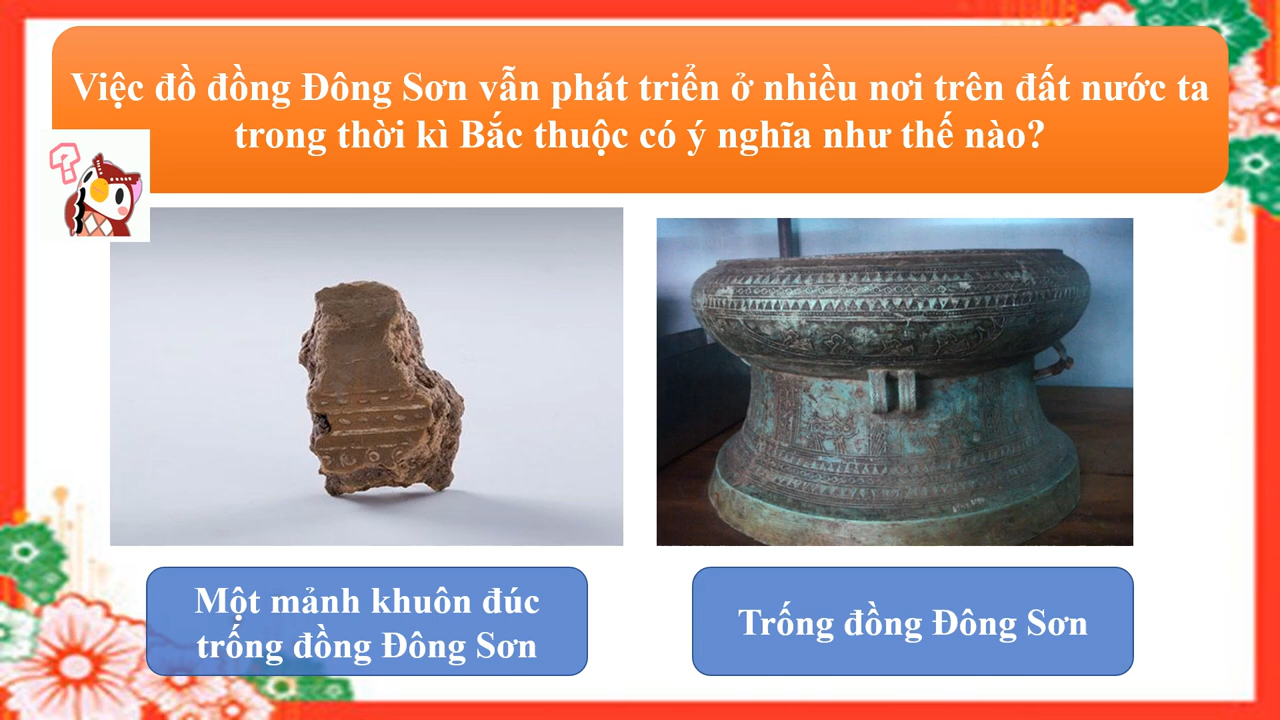 Việc đồ đồng Đông Sơn vẫn phát triển ở nhiều nơi trên đất nước ta
trong thời kì Bắc thuộc có ý nghĩa như thế nào?
?
Một mảnh khuôn đúc
trống đồng Đông Sơn
Trống đồng Đông Sơn